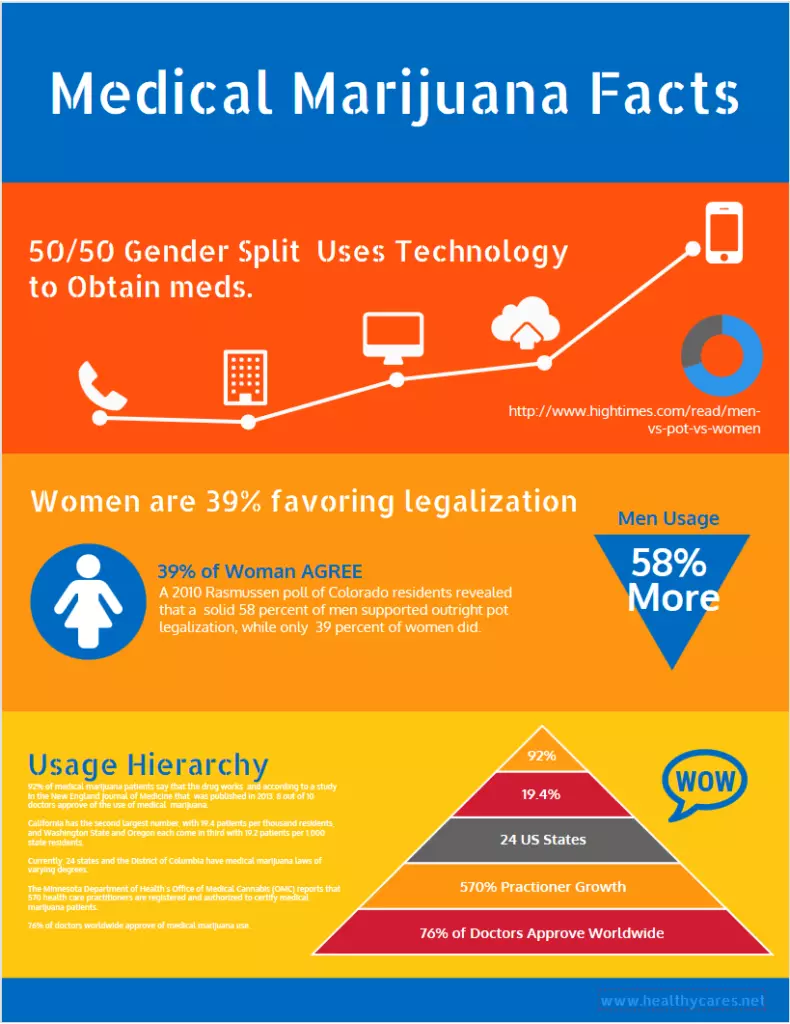 Medical Marijuana Facts
50/50 Gender Split Uses Technology
to Obtain meds.
http://www.hightimes.com/read/men-
vs-pot-vs-women
Women are 39% favoring legalization
Men Usage
58%
More
39% of Woman AGREE
A 2010 Rasmussen poll of Colorado residents revealed
that a solid 58 percent of men supported outright pot
legalization, while only 39 percent of women did.
Usage Hierarchy
92% of medical marijuana patients say that the drug works and according to a study
in the New England Journal of Medicine that was published in 2013 8 out of 10
doctors approve of the use of medical marijuana.
California has the second largest number, with 19.4 patients per thousand residents,
and Washington State and Oregon each come in third with 19.2 patients per 1,000
state residents.
Currently 24 states and the District of Columbia have medical marijuana laws of
varying degrees.
The Minnesota Department of Health's Office of Medical Cannabis (OMC) reports that
570 health care practitioners are registered and authorized to certify medical
marijuana patients.
76% of doctors worldwide approve of medical marijuana use.
92%
19.4%
24 US States
570% Practioner Growth
76% of Doctors Approve Worldwide
WOW
www.healthycares.net